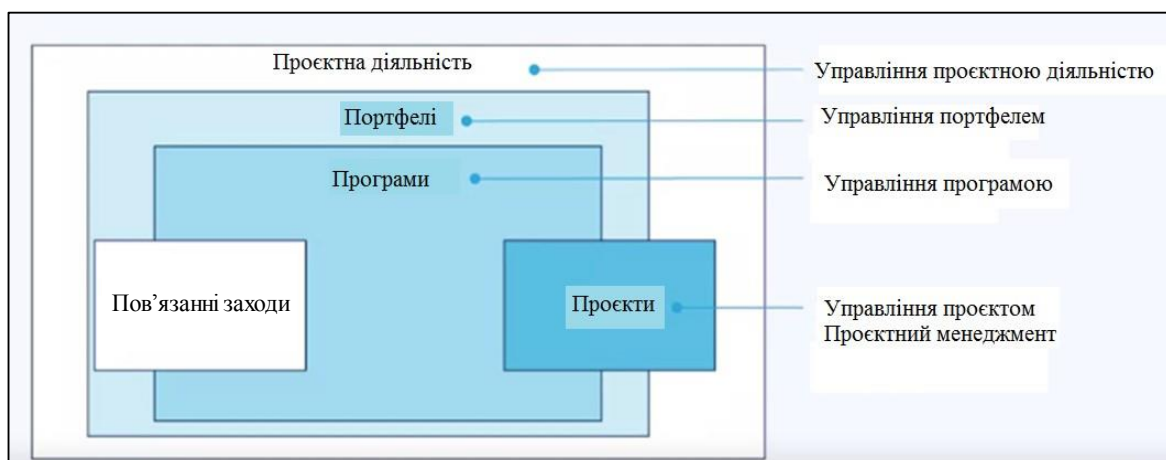 Проєктна діяльність
Управління проєктною діяльністю
Портфелі
Управління портфелем
Програми
Управління програмою
Пов’язанні заходи
Проєкти
Управління проєктом
Проєктний менеджмент